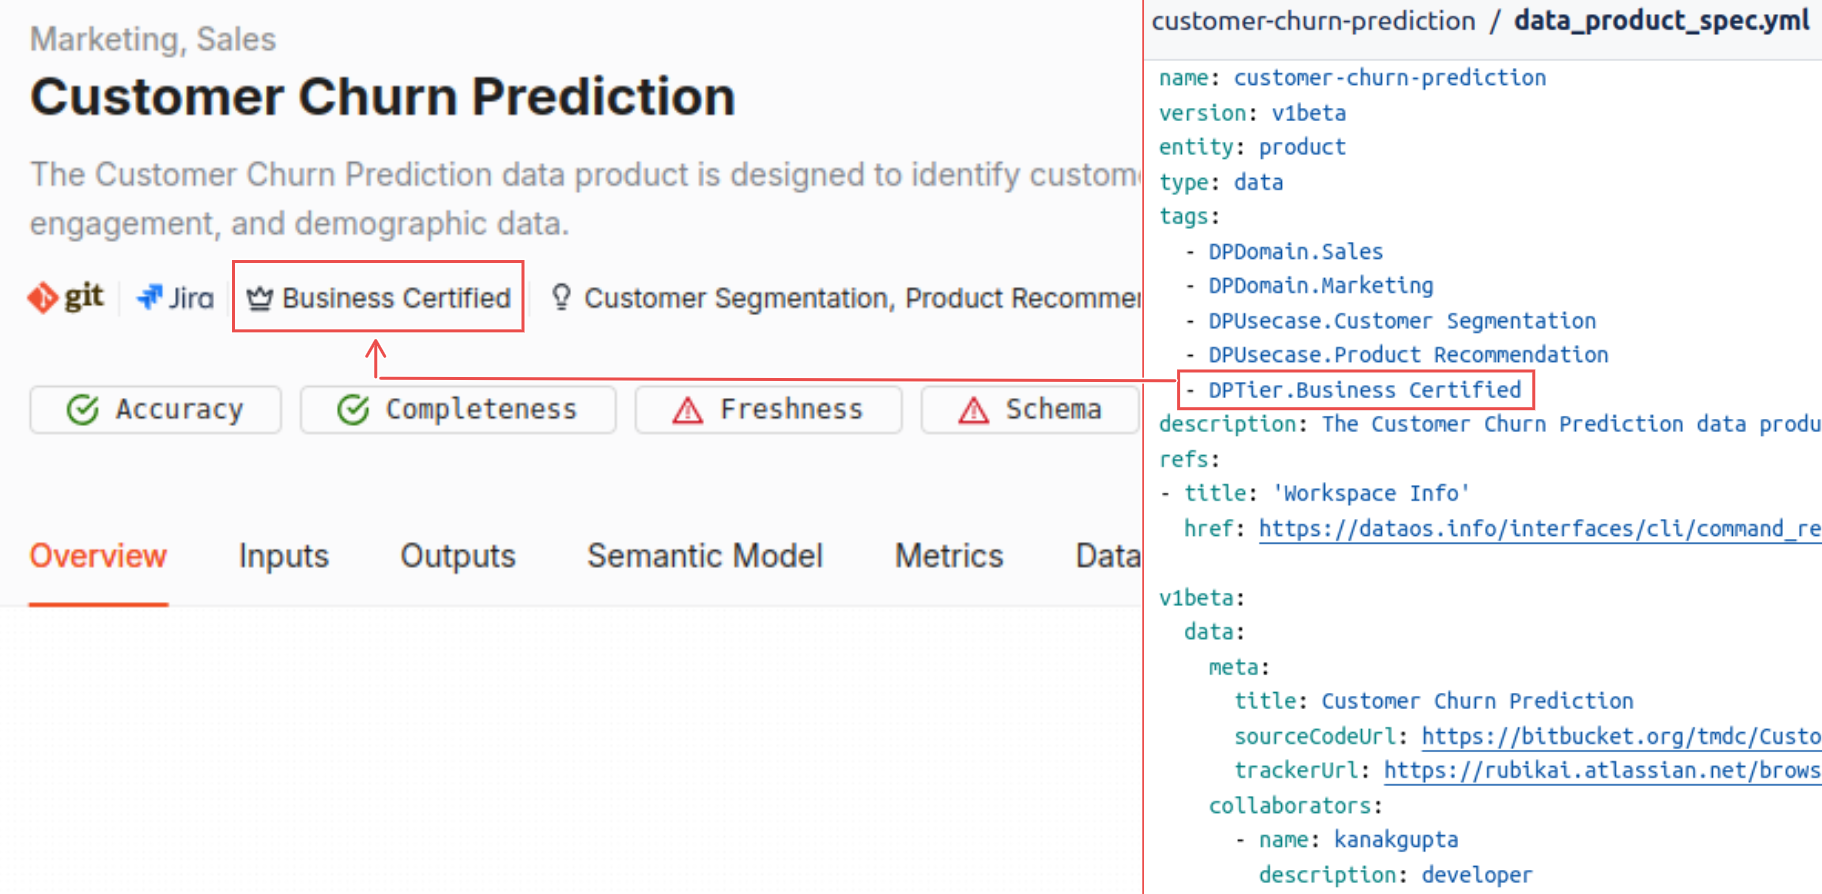 Marketing, Sales
Customer Churn Prediction
The Customer Churn Prediction data product is designed to identify
engagement, and demographic data.
git Jira Business Certified Customer Segmentation, Product
Accuracy Completeness Freshness Schema
Overview Inputs Outputs Semantic Model Metrics Data
customer-churn-prediction / data_product_spec.yml
name: customer-churn-prediction
version: v1beta
entity: product
type: data
tags:
- DPDomain.Sales
- DPDomain.Marketing
- DPUsecase.Customer Segmentation
- DPUsecase.Product Recommendation
- DPTier.Business Certified
description: The Customer Churn Prediction data produ
refs:
- title: 'Workspace Info'
href: https://dataos.info/interfaces/cli/command_re
v1beta:
data:
meta:
title: Customer Churn Prediction
sourceCodeUrl: https://bitbucket.org/tmdc/Custo
trackerUrl: https://rubikai.atlassian.net/brows
collaborators:
- name: kanakgupta
description: developer